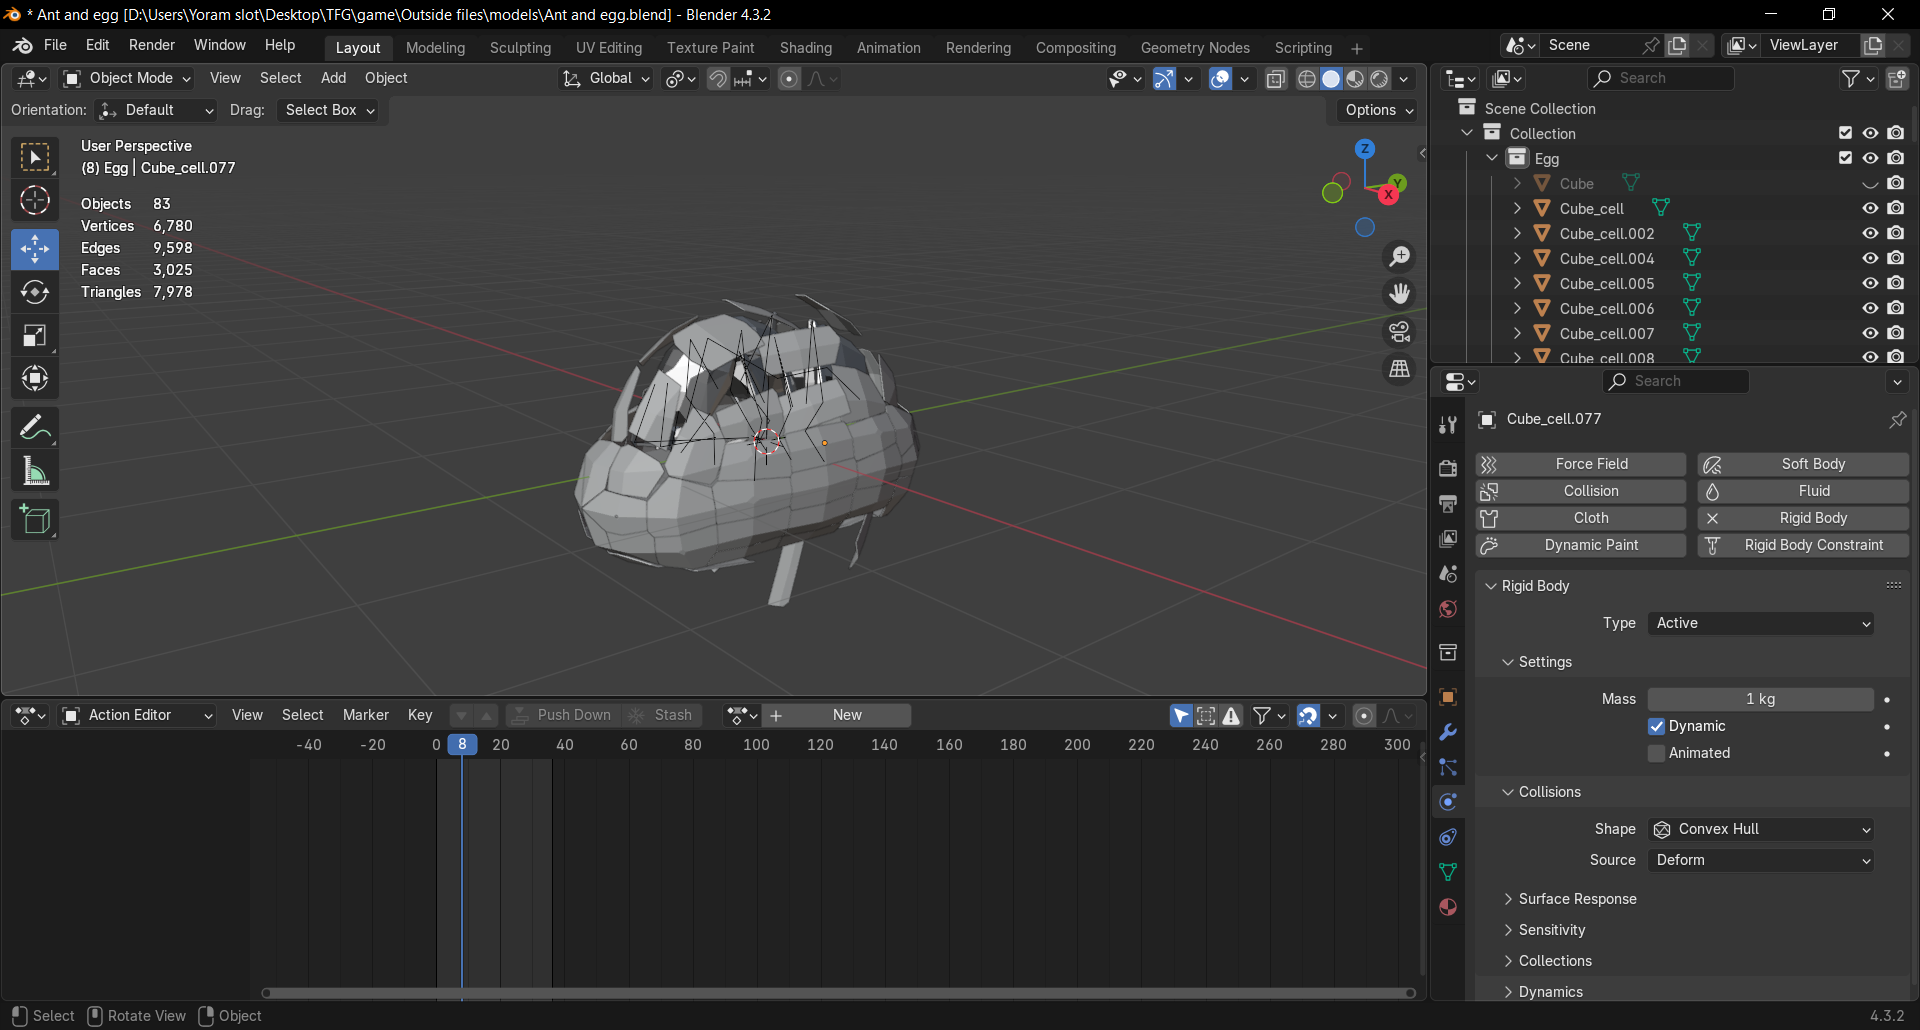 * Ant and egg [D:\Users\Yoram slot\Desktop\TFG\game\Outside files\models\Ant and egg.blend] - Blender 4.3.2
File Edit Render Window Help
Layout Modeling Sculpting UV Editing Texture Paint Shading Animation Rendering Compositing Geometry Nodes Scripting +
Scene
ViewLayer
Object Mode View Select Add Object
Global
Search
Orientation: Default Drag: Select Box
Options
User Perspective
(8) Egg | Cube_cell.077
Objects 83
Vertices 6,780
Edges 9,598
Faces 3,025
Triangles 7,978
Z
Y
X
Scene Collection
Collection
Egg
Cube
Cube_cell
Cube_cell.002
Cube_cell.004
Cube_cell.005
Cube_cell.006
Cube_cell.007
Cube_cell.008
Search
Cube_cell.077
Force Field Soft Body
Collision Fluid
Cloth Rigid Body
Dynamic Paint Rigid Body Constraint
Rigid Body
Type Active
Settings
Mass 1 kg
Dynamic
Animated
Collisions
Shape Convex Hull
Source Deform
Surface Response
Sensitivity
Collections
Dynamics
Action Editor View Select Marker Key Push Down Stash New
-40 -20 0 8 20 40 60 80 100 120 140 160 180 200 220 240 260 280 300
Select Rotate View Object
4.3.2